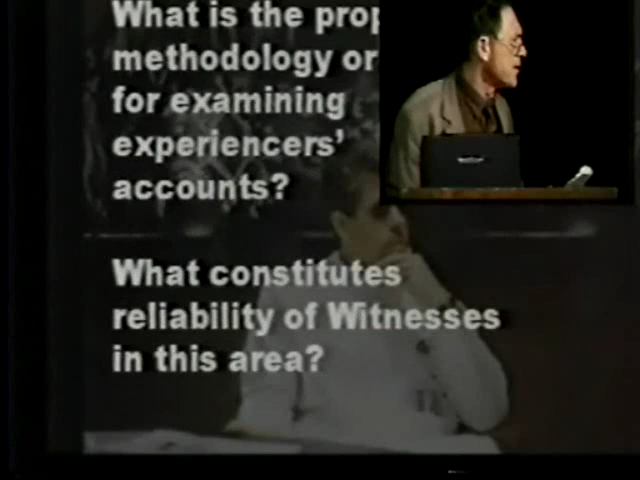 What is the
methodology or
for examining
experiencers'
accounts?
What constitutes
reliability of Witnesses
in this area?